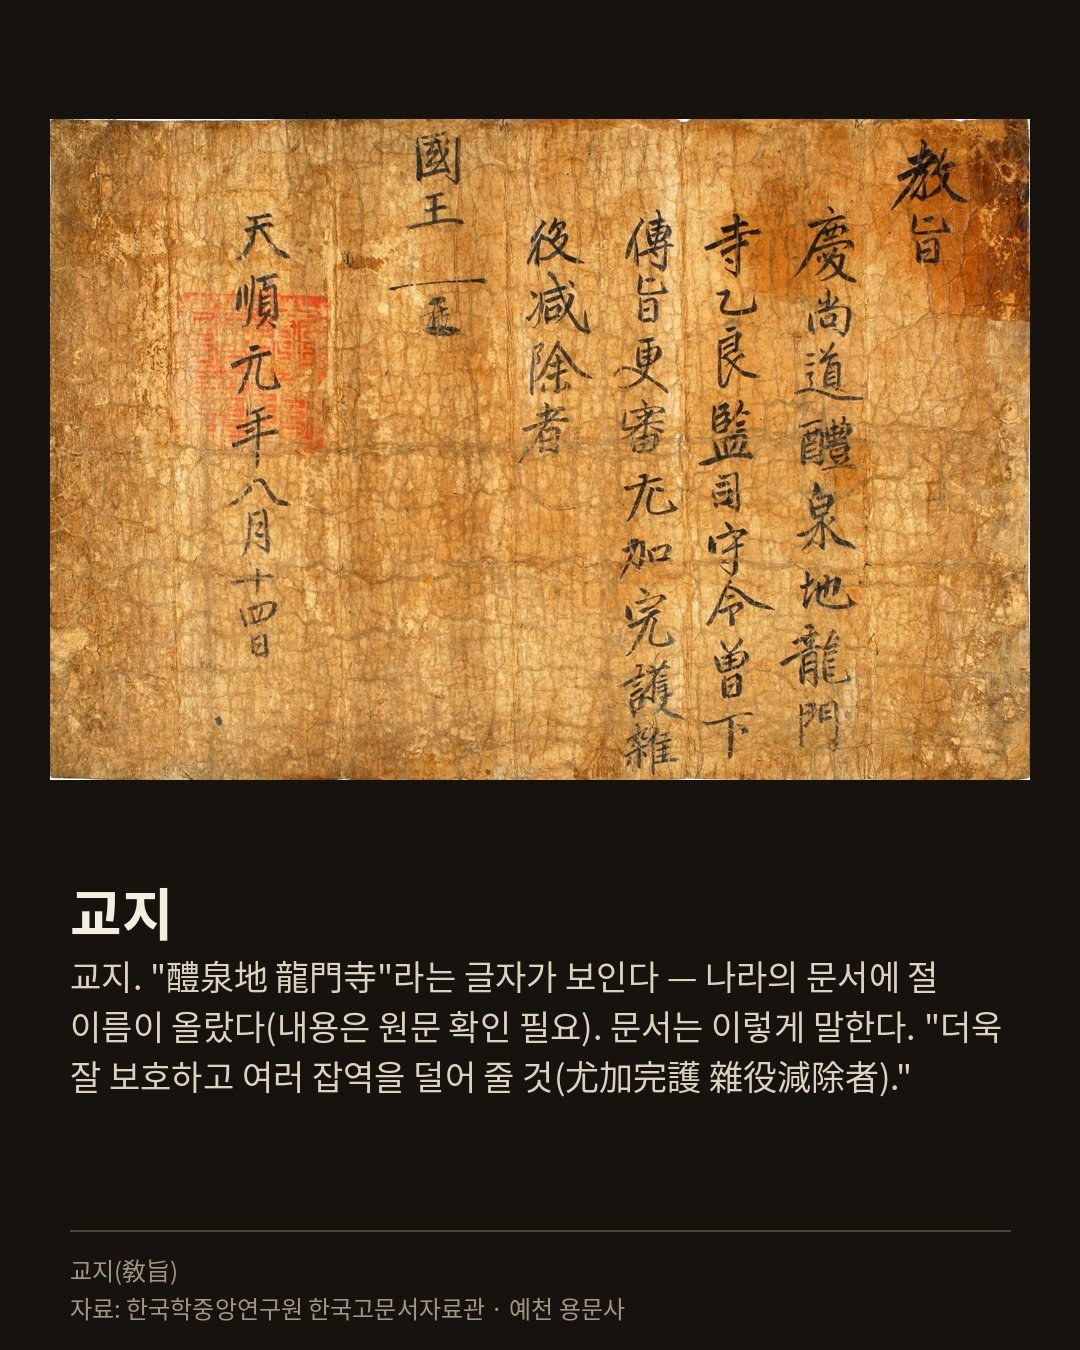 教旨
慶尚道醴泉地龍門
寺乙良監司守令曽下
傳旨更審尤加完護雜
役减除者
國王
天順元年八月十四日
교지
교지. "醴泉地 龍門寺"라는 글자가 보인다 — 나라의 문서에 절
이름이 올랐다(내용은 원문 확인 필요). 문서는 이렇게 말한다. "더욱
잘 보호하고 여러 잡역을 덜어 줄 것(尤加完護 雜役減除者)."
교지(敎旨)
자료: 한국학중앙연구원 한국고문서자료관 · 예천 용문사